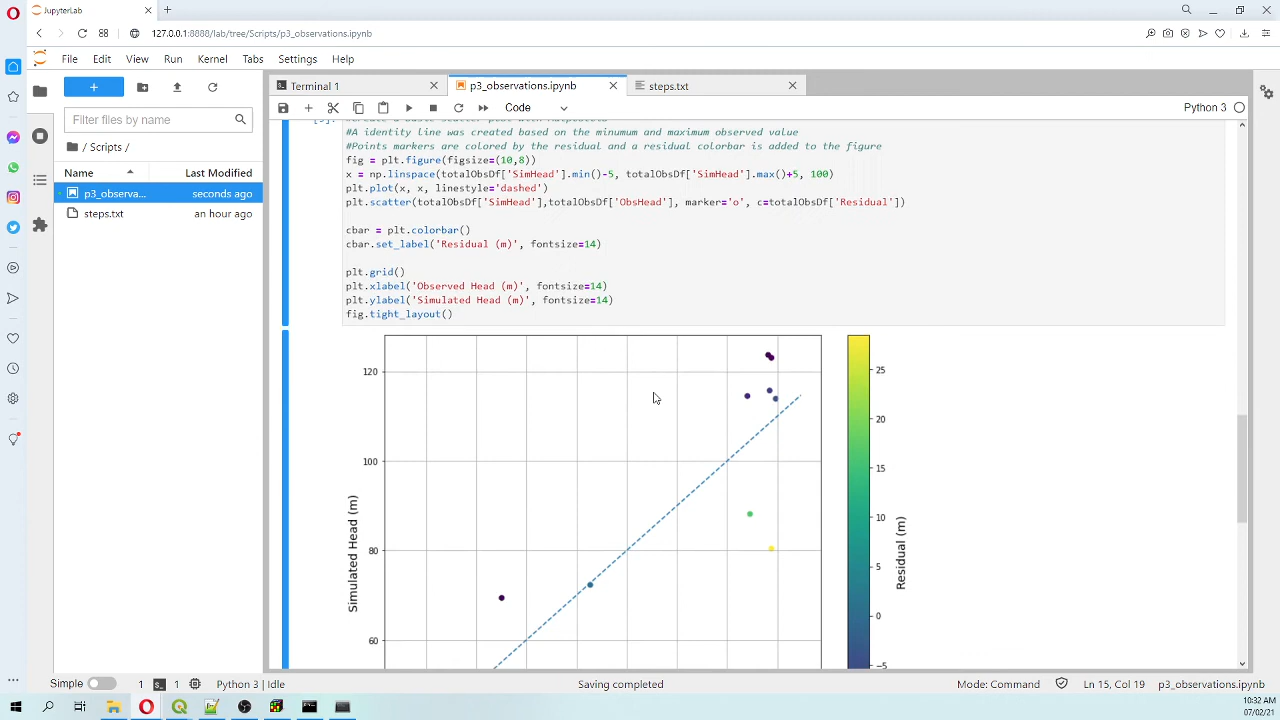 JupyterLab
127.0.0.1:8888/lab/tree/Scripts/p3_observations.ipynb
File Edit View Run Kernel Tabs Settings Help
Terminal 1 p3_observations.ipynb steps.txt
Code Python 3
Filter files by name
/ Scripts /
Name Last Modified
p3_observa... seconds ago
steps.txt an hour ago
#A identity line was created based on the minumum and maximum observed value
#Points markers are colored by the residual and a residual colorbar is added to the figure
fig = plt.figure(figsize=(10,8))
x = np.linspace(totalObsDf['SimHead'].min()-5, totalObsDf['SimHead'].max()+5, 100)
plt.plot(x, x, linestyle='dashed')
plt.scatter(totalObsDf['SimHead'],totalObsDf['ObsHead'], marker='o', c=totalObsDf['Residual'])
cbar = plt.colorbar()
cbar.set_label('Residual (m)', fontsize=14)
plt.grid()
plt.xlabel('Observed Head (m)', fontsize=14)
plt.ylabel('Simulated Head (m)', fontsize=14)
fig.tight_layout()
120
100
80
60
Simulated Head (m)
25
20
15
10
5
0
−5
Residual (m)
Simple 1 1 Python 3 | Idle Saving completed Mode: Command Ln 15, Col 19 p3_observations.ipynb
10:32 AM
07/02/21